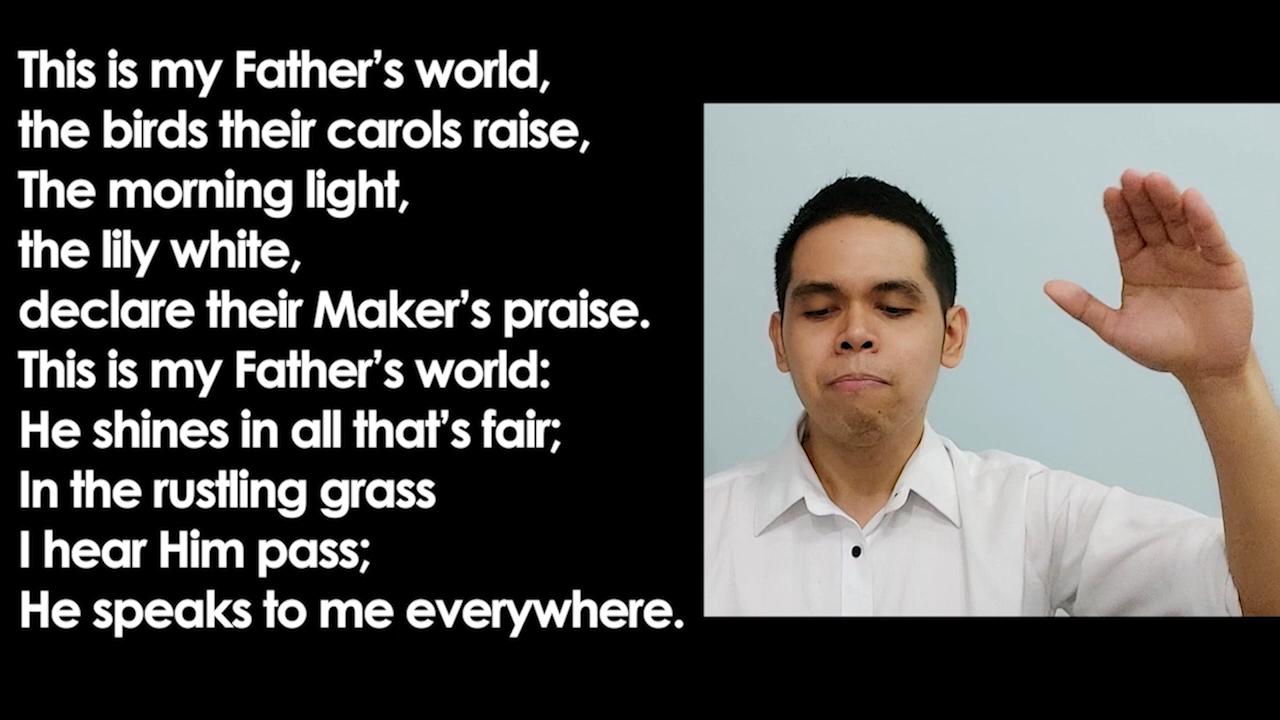 This is my Father’s world,
the birds their carols raise,
The morning light,
the lily white,
declare their Maker’s praise.
This is my Father’s world:
He shines in all that’s fair;
In the rustling grass
I hear Him pass;
He speaks to me everywhere.